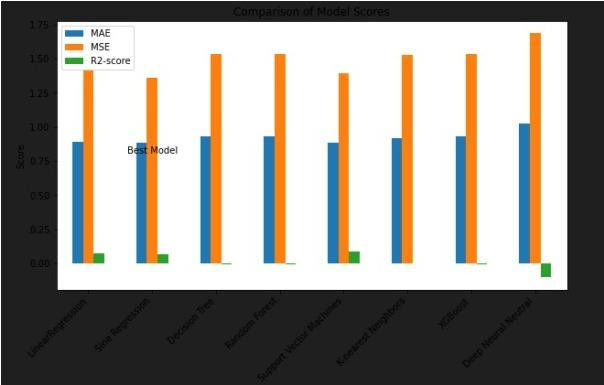 Comparison of Model Scores
1.75
1.50
1.25
1.00
0.75
0.50
0.25
0.00
Score
MAE
MSE
R2-score
Best Model
LinearRegression
Sine Regression
Decision Tree
Random Forest
Support Vector Machines
K-nearest Neighbors
XGBoost
Deep Neural Neutral